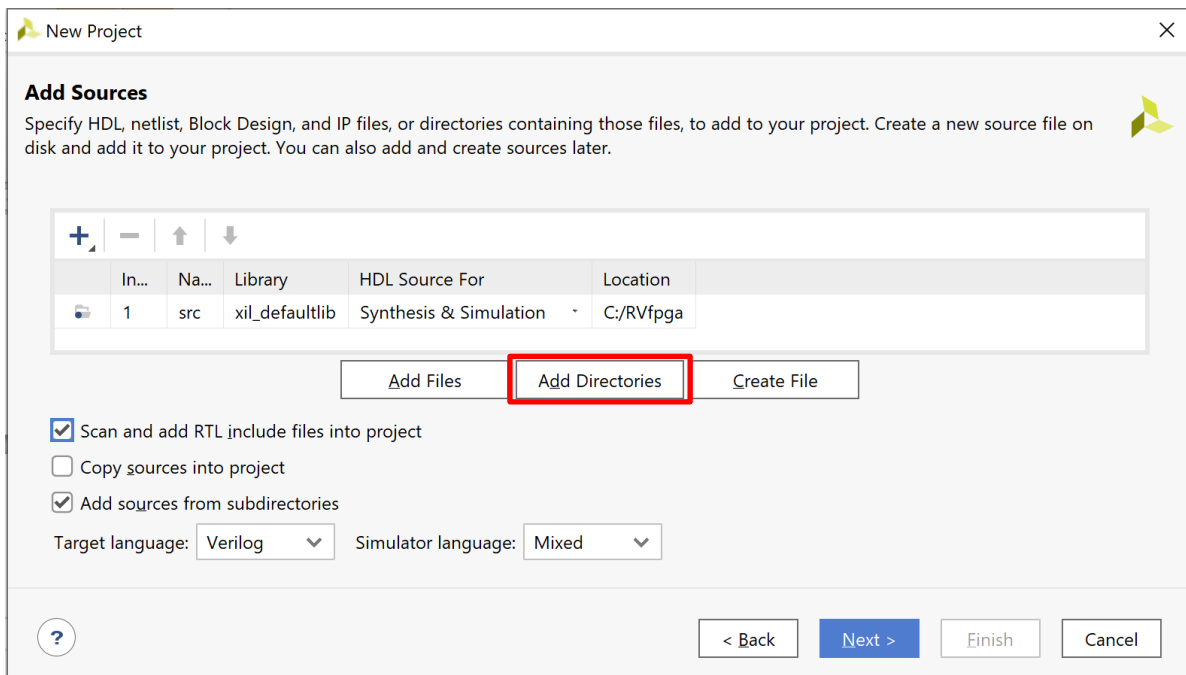 New Project
Add Sources
Specify HDL, netlist, Block Design, and IP files, or directories containing those files, to add to your project. Create a new source file on
disk and add it to your project. You can also add and create sources later.
In... Na... Library HDL Source For Location
1 src xil_defaultlib Synthesis & Simulation C:/RVfpga
Add Files Add Directories Create File
Scan and add RTL include files into project
Copy sources into project
Add sources from subdirectories
Target language: Verilog Simulator language: Mixed
? < Back Next > Finish Cancel